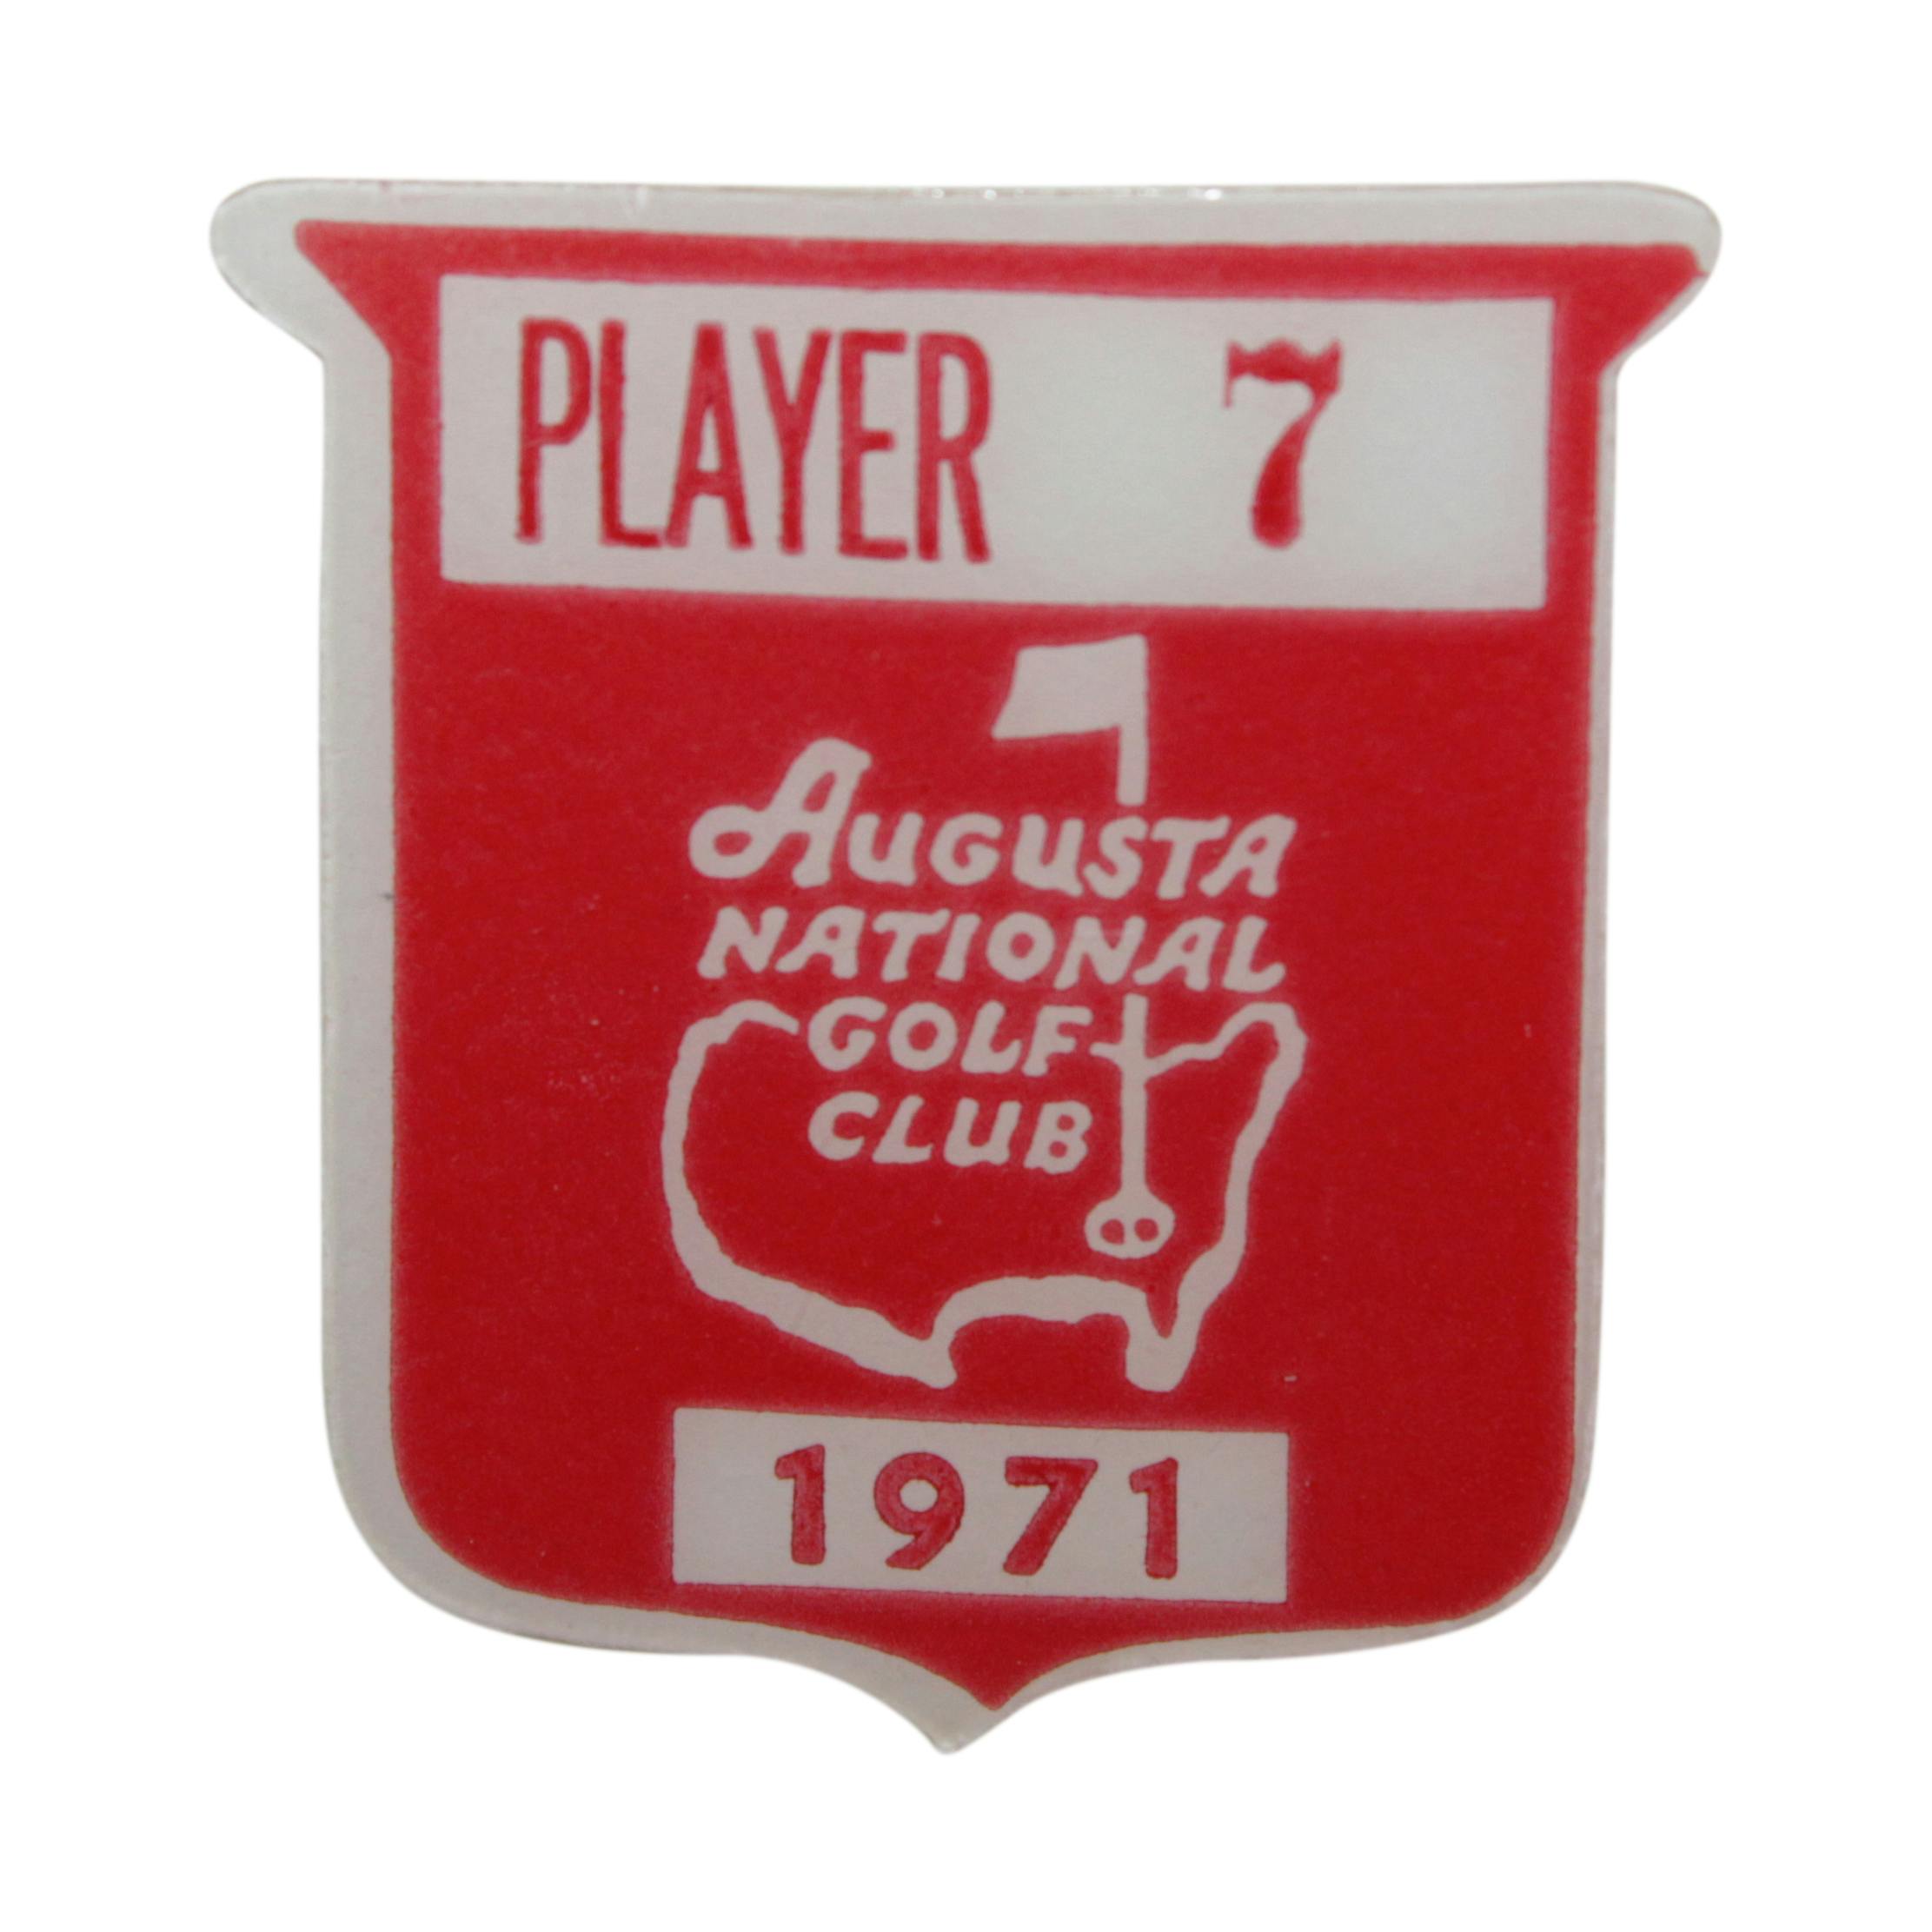 PLAYER 7
AUGUSTA
NATIONAL
GOLF
CLUB
1971